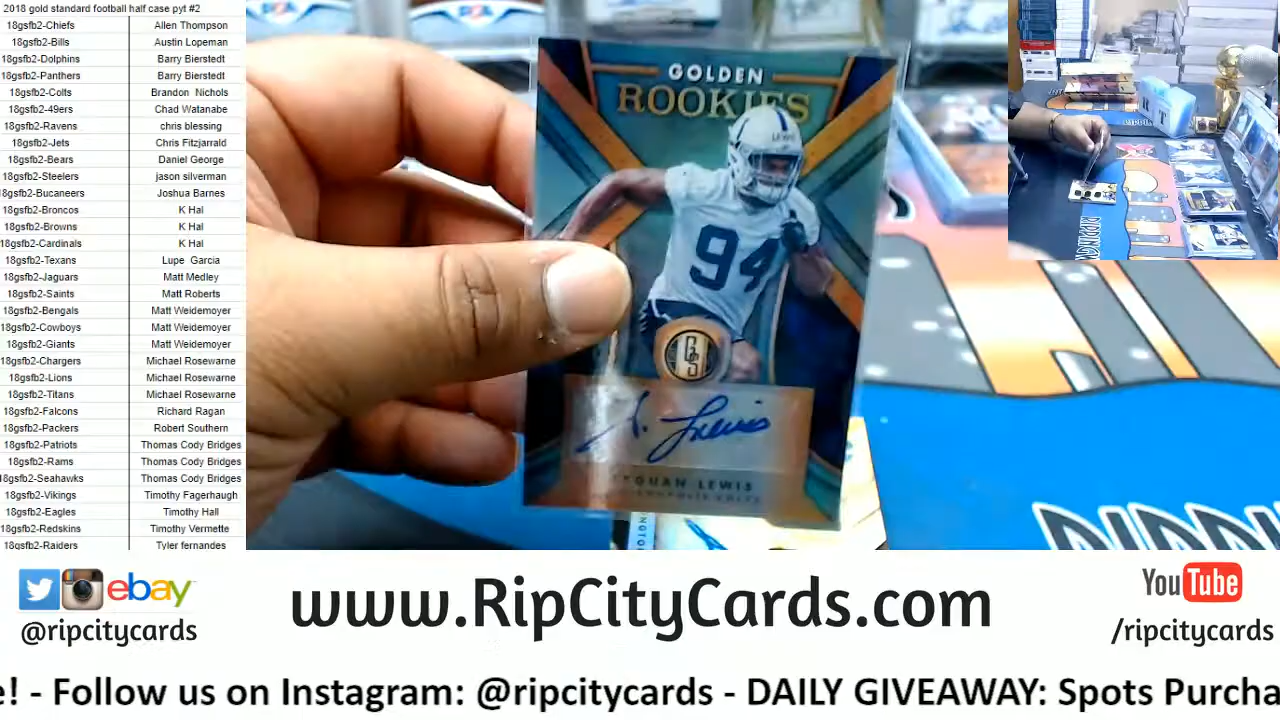 2018 gold standard football half case pyt #2
18gsfb2-Chiefs Allen Thompson
18gsfb2-Bills Austin Lopeman
18gsfb2-Dolphins Barry Bierstedt
18gsfb2-Panthers Barry Bierstedt
18gsfb2-Colts Brandon Nichols
18gsfb2-49ers Chad Watanabe
18gsfb2-Ravens chris blessing
18gsfb2-Jets Chris Fitzjarrald
18gsfb2-Bears Daniel George
18gsfb2-Steelers jason silverman
18gsfb2-Bucaneers Joshua Barnes
18gsfb2-Broncos K Hal
18gsfb2-Browns K Hal
18gsfb2-Cardinals K Hal
18gsfb2-Texans Lupe Garcia
18gsfb2-Jaguars Matt Medley
18gsfb2-Saints Matt Roberts
18gsfb2-Bengals Matt Weidemoyer
18gsfb2-Cowboys Matt Weidemoyer
18gsfb2-Giants Matt Weidemoyer
18gsfb2-Chargers Michael Rosewarne
18gsfb2-Lions Michael Rosewarne
18gsfb2-Titans Michael Rosewarne
18gsfb2-Falcons Richard Ragan
18gsfb2-Packers Robert Southern
18gsfb2-Patriots Thomas Cody Bridges
18gsfb2-Rams Thomas Cody Bridges
18gsfb2-Seahawks Thomas Cody Bridges
18gsfb2-Vikings Timothy Fagerhaugh
18gsfb2-Eagles Timothy Hall
18gsfb2-Redskins Timothy Vermette
18gsfb2-Raiders Tyler fernandes
GOLDEN
ROOKIES
LEWIS
94
GS
T. Lewis
QUAN LEWIS
ebay
@ripcitycards
www.RipCityCards.com
YouTube
/ripcitycards
e! - Follow us on Instagram: @ripcitycards - DAILY GIVEAWAY: Spots Purcha